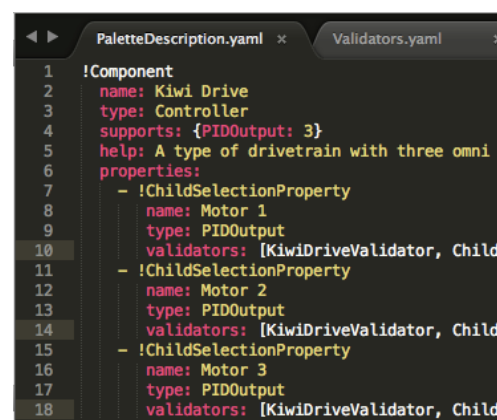 PaletteDescription.yaml × Validators.yaml ×
1 !Component
2 name: Kiwi Drive
3 type: Controller
4 supports: {PIDOutput: 3}
5 help: A type of drivetrain with three omni
6 properties:
7 - !ChildSelectionProperty
8 name: Motor 1
9 type: PIDOutput
10 validators: [KiwiDriveValidator, Child
11 - !ChildSelectionProperty
12 name: Motor 2
13 type: PIDOutput
14 validators: [KiwiDriveValidator, Child
15 - !ChildSelectionProperty
16 name: Motor 3
17 type: PIDOutput
18 validators: [KiwiDriveValidator, Child